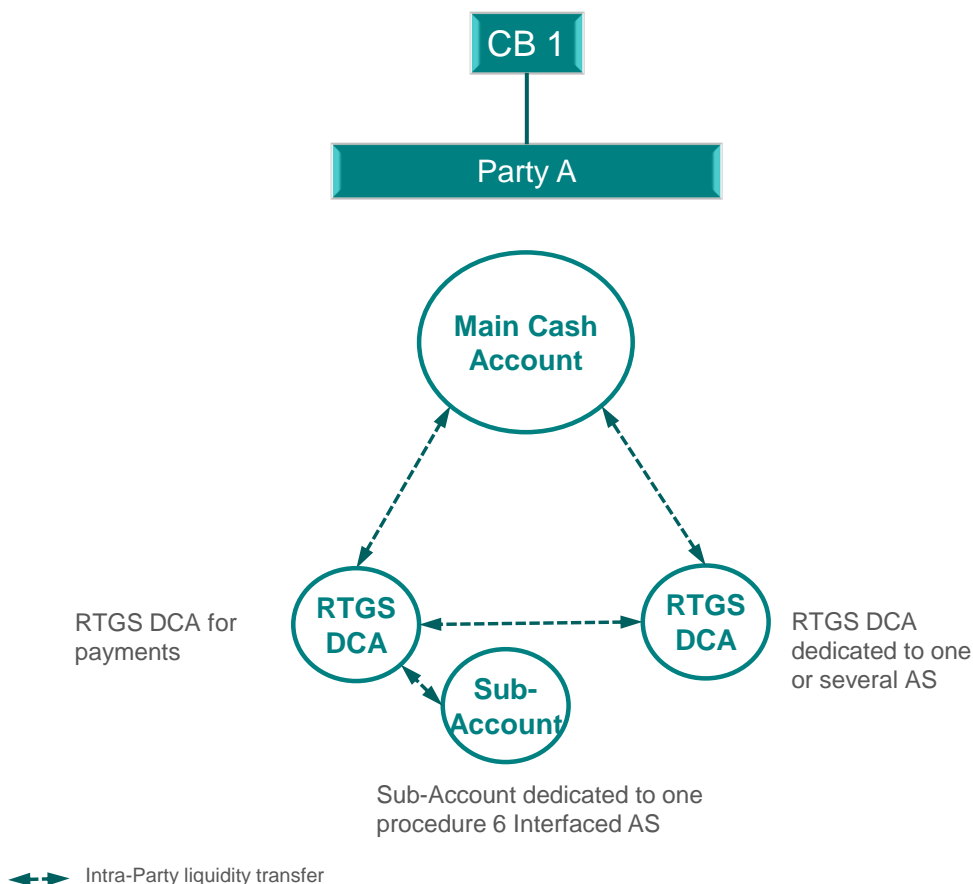 CB 1
Party A
Main Cash
Account
RTGS DCA for
payments
RTGS
DCA
RTGS
DCA
RTGS DCA
dedicated to one
or several AS
Sub-
Account
Sub-Account dedicated to one
procedure 6 Interfaced AS
Intra-Party liquidity transfer